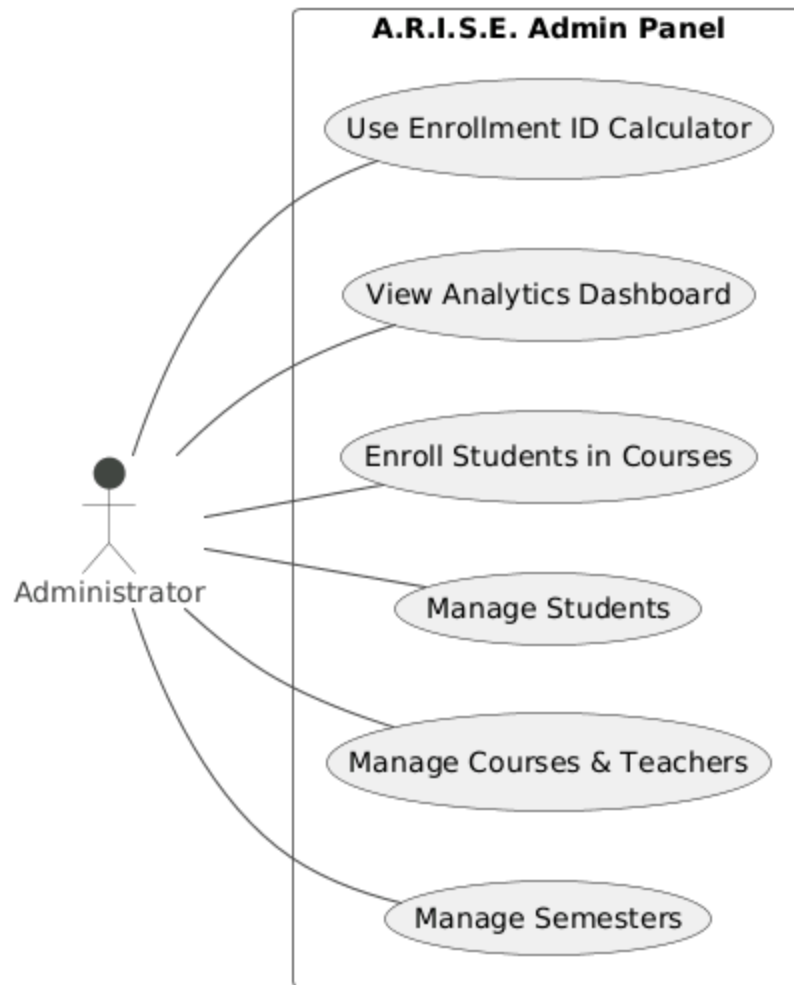 A.R.I.S.E. Admin Panel
Use Enrollment ID Calculator
View Analytics Dashboard
Enroll Students in Courses
Administrator
Manage Students
Manage Courses & Teachers
Manage Semesters